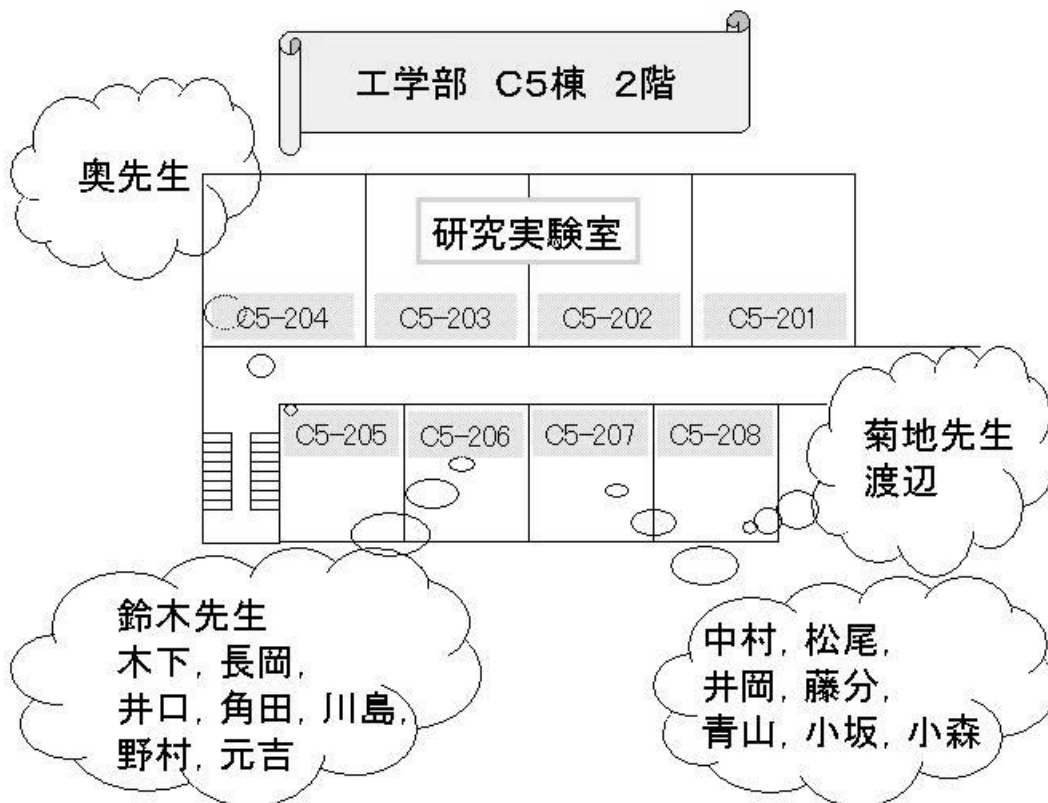 工学部 C5棟 2階
奥先生
研究実験室
C5-204
C5-203
C5-202
C5-201
C5-205
C5-206
C5-207
C5-208
菊地先生
渡辺
鈴木先生
木下, 長岡,
井口, 角田, 川島,
野村, 元吉
中村, 松尾,
井岡, 藤分,
青山, 小坂, 小森